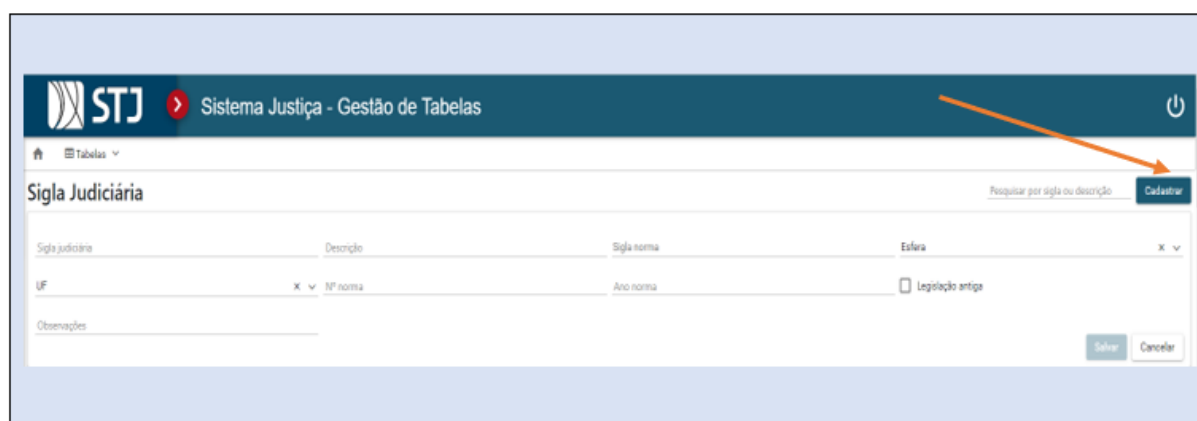 STJ Sistema Justiça - Gestão de Tabelas
Tabelas
Sigla Judiciária Pesquisar por sigla ou descrição Cadastrar
Sigla judiciária Descrição Sigla norma Esfera x
UF x Nº norma Ano norma Legislação antiga
Observações
Salvar Cancelar